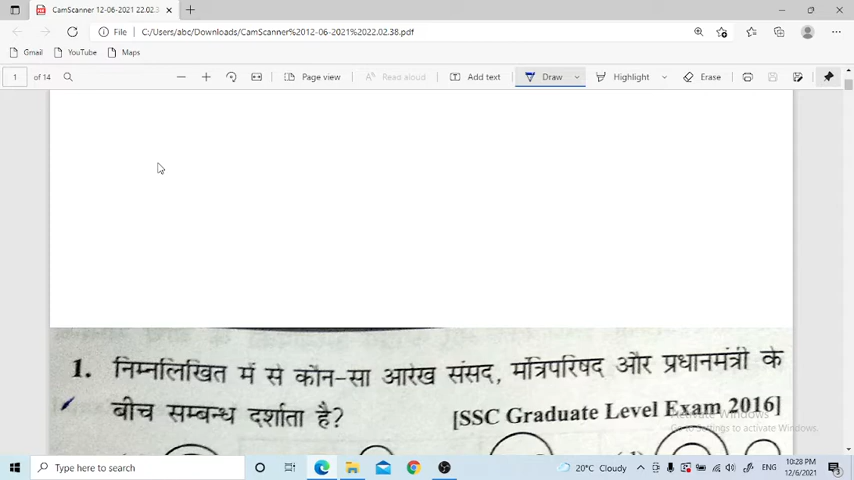 CamScanner 12-06-2021 22.02.3
File C:/Users/abc/Downloads/CamScanner%2012-06-2021%2022.02.38.pdf
Gmail YouTube Maps
1 of 14 Page view Read aloud Add text Draw Highlight Erase
1. निम्नलिखित में से कौन-सा आरेख संसद, मंत्रिपरिषद और प्रधानमंत्री के
बीच सम्बन्ध दर्शाता है? [SSC Graduate Level Exam 2016]
Activate Windows
Go to Settings to activate Windows.
Type here to search 20°C Cloudy ENG 10:28 PM
12/6/2021
3